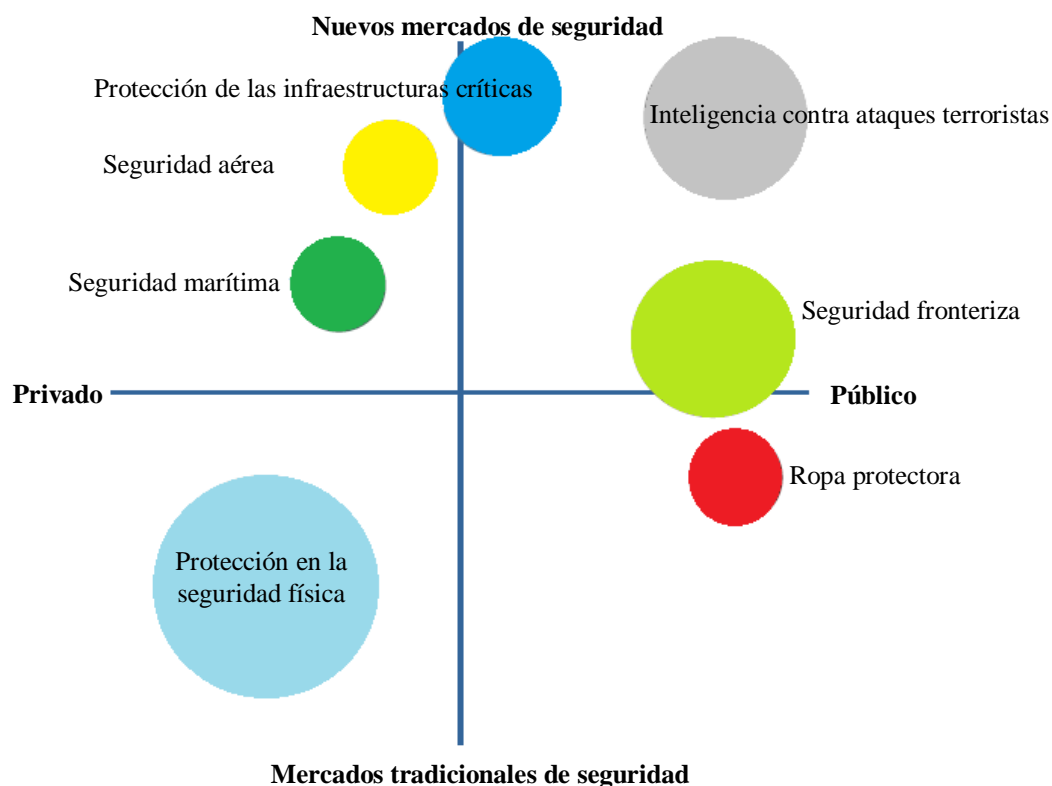 Nuevos mercados de seguridad
Protección de las infraestructuras críticas
Inteligencia contra ataques terroristas
Seguridad aérea
Seguridad marítima
Seguridad fronteriza
Privado
Público
Ropa protectora
Protección en la
seguridad física
Mercados tradicionales de seguridad